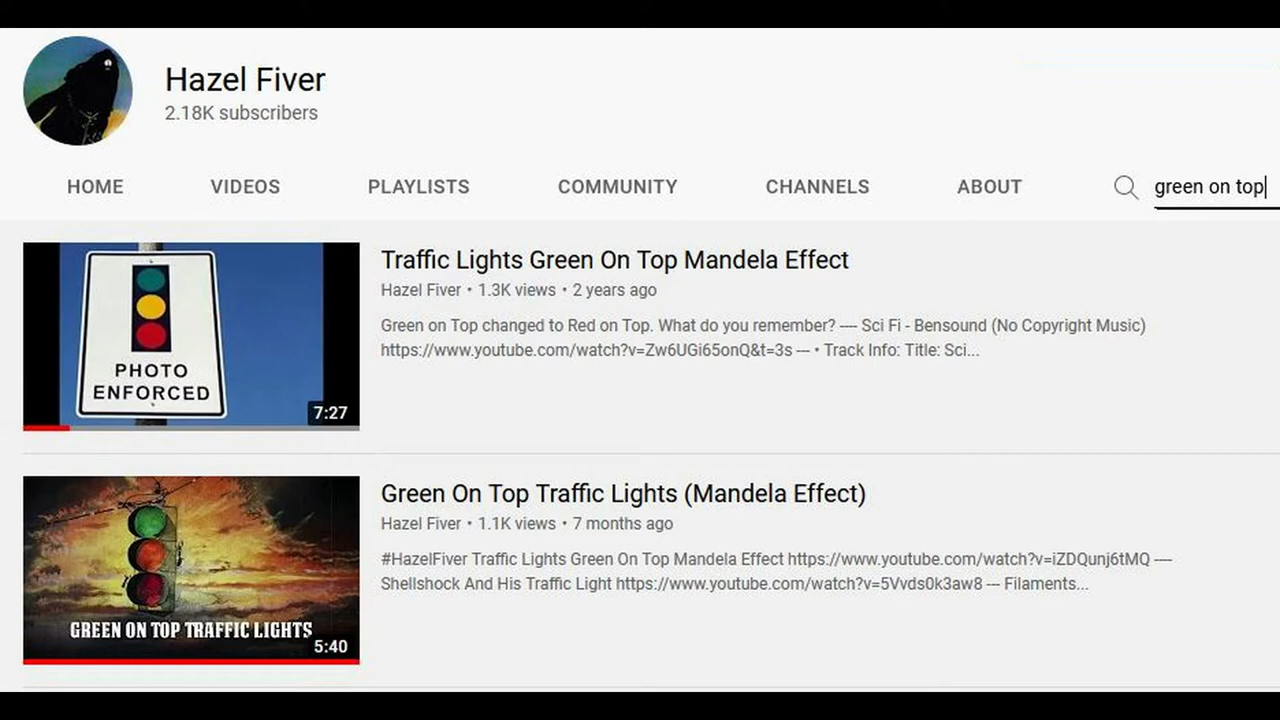 Hazel Fiver
2.18K subscribers
HOME VIDEOS PLAYLISTS COMMUNITY CHANNELS ABOUT green on top
PHOTO
ENFORCED
7:27
Traffic Lights Green On Top Mandela Effect
Hazel Fiver • 1.3K views • 2 years ago
Green on Top changed to Red on Top. What do you remember? ---- Sci Fi - Bensound (No Copyright Music)
https://www.youtube.com/watch?v=Zw6UGi65onQ&t=3s --- • Track Info: Title: Sci...
GREEN ON TOP TRAFFIC LIGHTS
5:40
Green On Top Traffic Lights (Mandela Effect)
Hazel Fiver • 1.1K views • 7 months ago
#HazelFiver Traffic Lights Green On Top Mandela Effect https://www.youtube.com/watch?v=iZDQunj6tMQ ----
Shellshock And His Traffic Light https://www.youtube.com/watch?v=5Vvds0k3aw8 --- Filaments...